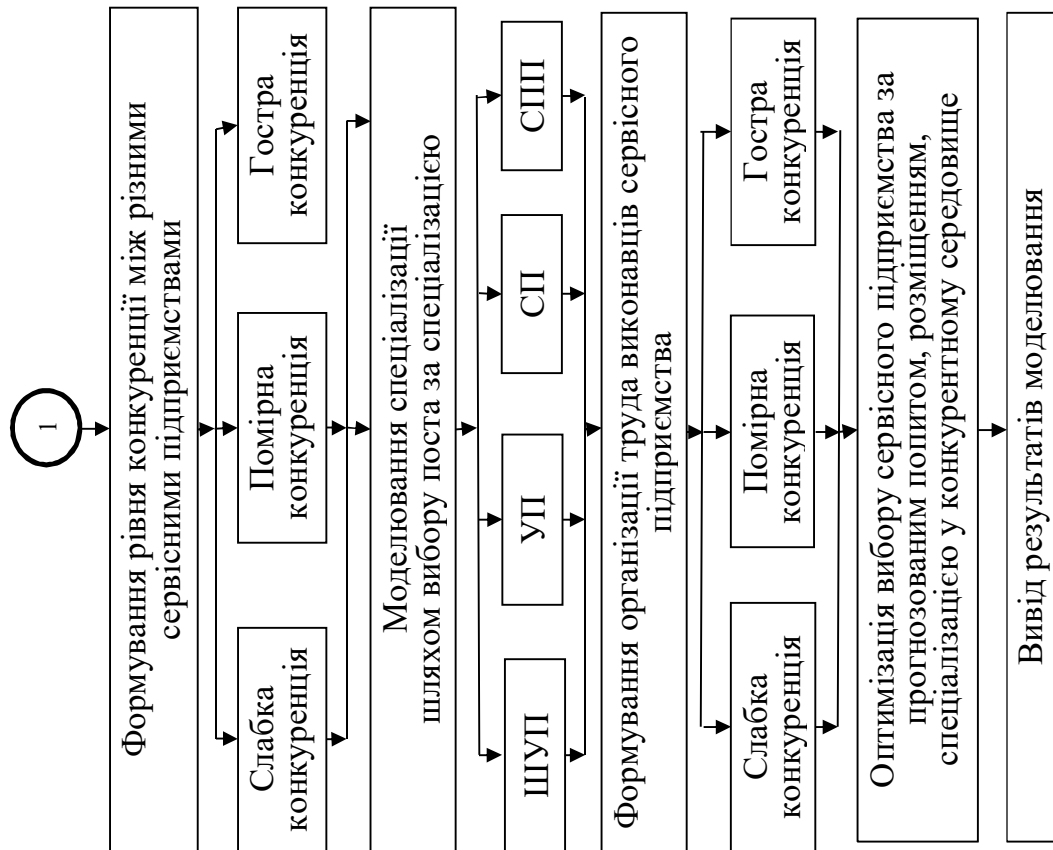 1
Формування рівня конкуренції між різними
сервісними підприємствами
Слабка
конкуренція
Помірна
конкуренція
Гостра
конкуренція
Моделювання спеціалізації
шляхом вибору поста за спеціалізацією
ШУП
УП
СП
СПП
Формування організації труда виконавців сервісного
підприємства
Слабка
конкуренція
Помірна
конкуренція
Гостра
конкуренція
Оптимізація вибору сервісного підприємства за
прогнозованим попитом, розміщенням,
спеціалізацією у конкурентному середовище
Вивід результатів моделювання